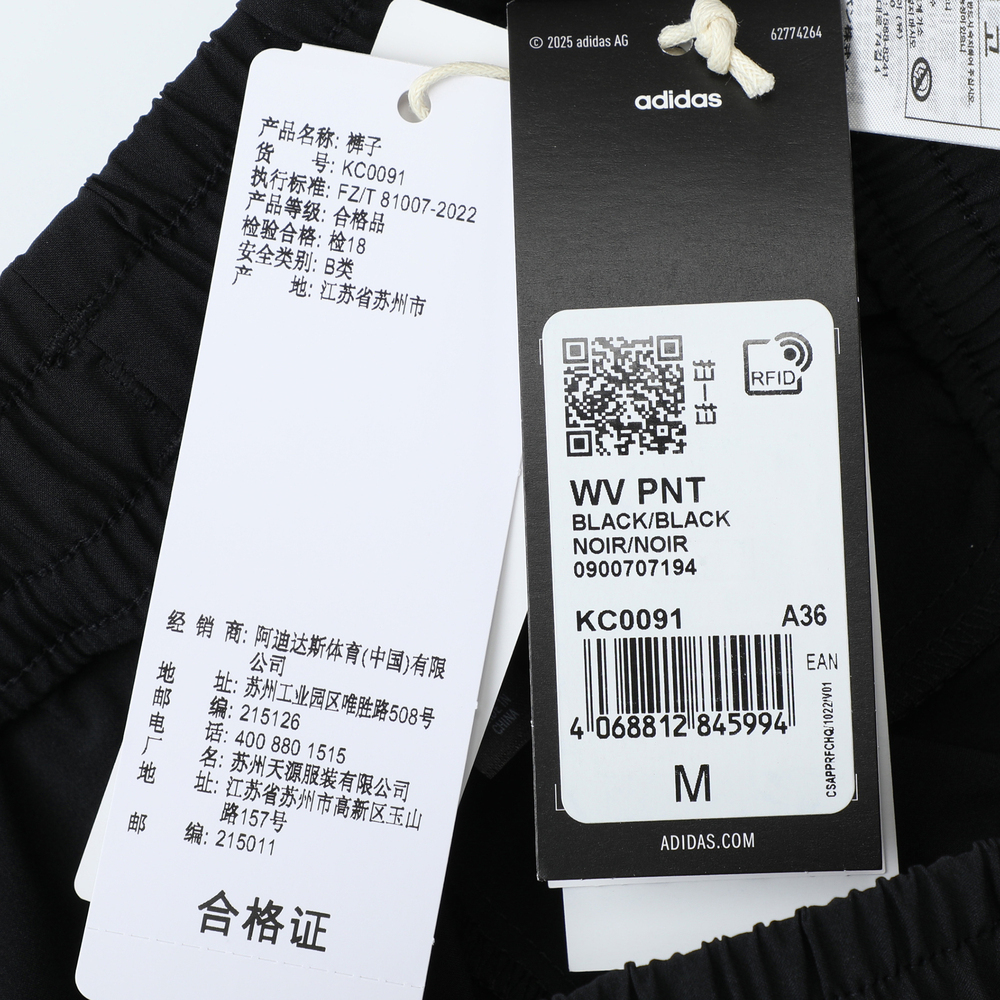 产品名称: 裤子
货 号: KC0091
执行标准: FZ/T 81007-2022
产品等级: 合格品
检验合格: 检18
安全类别: B类
产 地: 江苏省苏州市
经 销 商: 阿迪达斯体育(中国)有限
公司
地 址: 苏州工业园区唯胜路508号
邮 编: 215126
电 话: 400 880 1515
厂 名: 苏州天源服装有限公司
地 址: 江苏省苏州市高新区玉山
路157号
邮 编: 215011
合格证
© 2025 adidas AG
62774264
adidas
扫一扫
RFID
WV PNT
BLACK/BLACK
NOIR/NOIR
0900707194
KC0091 A36
EAN
4 068812 845994
CSAPPRFCHQ/1022/V01
M
ADIDAS.COM